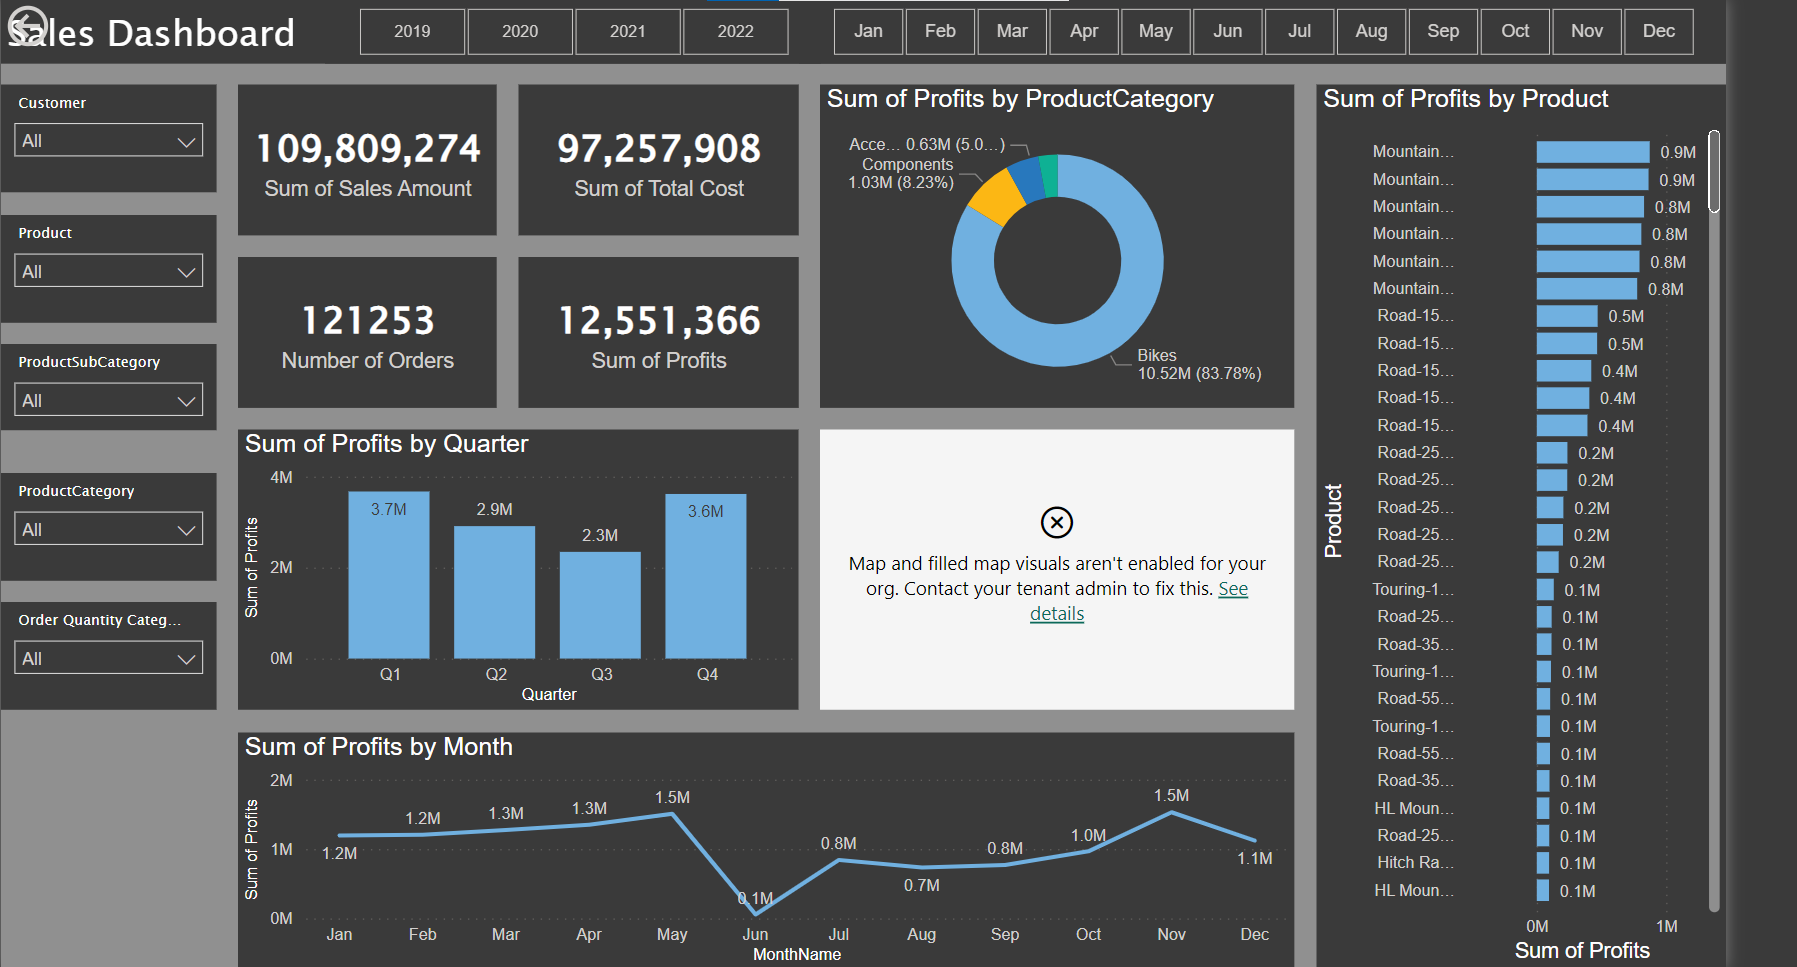 Sales Dashboard
2019
2020
2021
2022
Jan
Feb
Mar
Apr
May
Jun
Jul
Aug
Sep
Oct
Nov
Dec
Customer
All
Product
All
ProductSubCategory
All
ProductCategory
All
Order Quantity Categ...
All
109,809,274
Sum of Sales Amount
97,257,908
Sum of Total Cost
121253
Number of Orders
12,551,366
Sum of Profits
Sum of Profits by ProductCategory
Acce... 0.63M (5.0...)
Components
1.03M (8.23%)
Bikes
10.52M (83.78%)
Sum of Profits by Quarter
Sum of Profits
4M
2M
0M
3.7M
2.9M
2.3M
3.6M
Q1
Q2
Q3
Q4
Quarter
Map and filled map visuals aren't enabled for your
org. Contact your tenant admin to fix this. See
details
Sum of Profits by Month
Sum of Profits
2M
1M
0M
1.2M
1.2M
1.3M
1.3M
1.5M
0.1M
0.8M
0.7M
0.8M
1.0M
1.5M
1.1M
Jan
Feb
Mar
Apr
May
Jun
Jul
Aug
Sep
Oct
Nov
Dec
MonthName
Sum of Profits by Product
Product
Mountain... 0.9M
Mountain... 0.9M
Mountain... 0.8M
Mountain... 0.8M
Mountain... 0.8M
Mountain... 0.8M
Road-15... 0.5M
Road-15... 0.5M
Road-15... 0.4M
Road-15... 0.4M
Road-15... 0.4M
Road-25... 0.2M
Road-25... 0.2M
Road-25... 0.2M
Road-25... 0.2M
Road-25... 0.2M
Touring-1... 0.1M
Road-25... 0.1M
Road-35... 0.1M
Touring-1... 0.1M
Road-55... 0.1M
Touring-1... 0.1M
Road-55... 0.1M
Road-35... 0.1M
HL Moun... 0.1M
Road-25... 0.1M
Hitch Ra... 0.1M
HL Moun... 0.1M
0M
1M
Sum of Profits